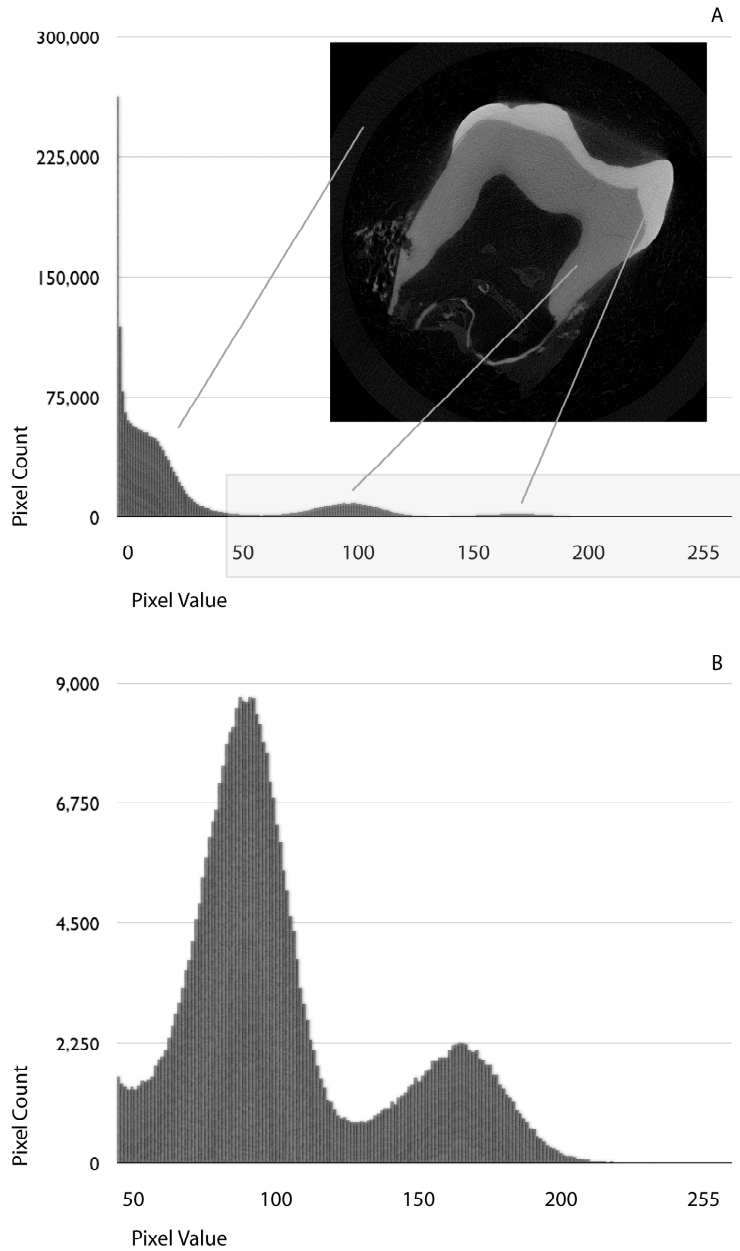 A
300,000
225,000
150,000
75,000
0
Pixel Count
0 50 100 150 200 255
Pixel Value
B
9,000
6,750
4,500
2,250
0
Pixel Count
50 100 150 200 255
Pixel Value